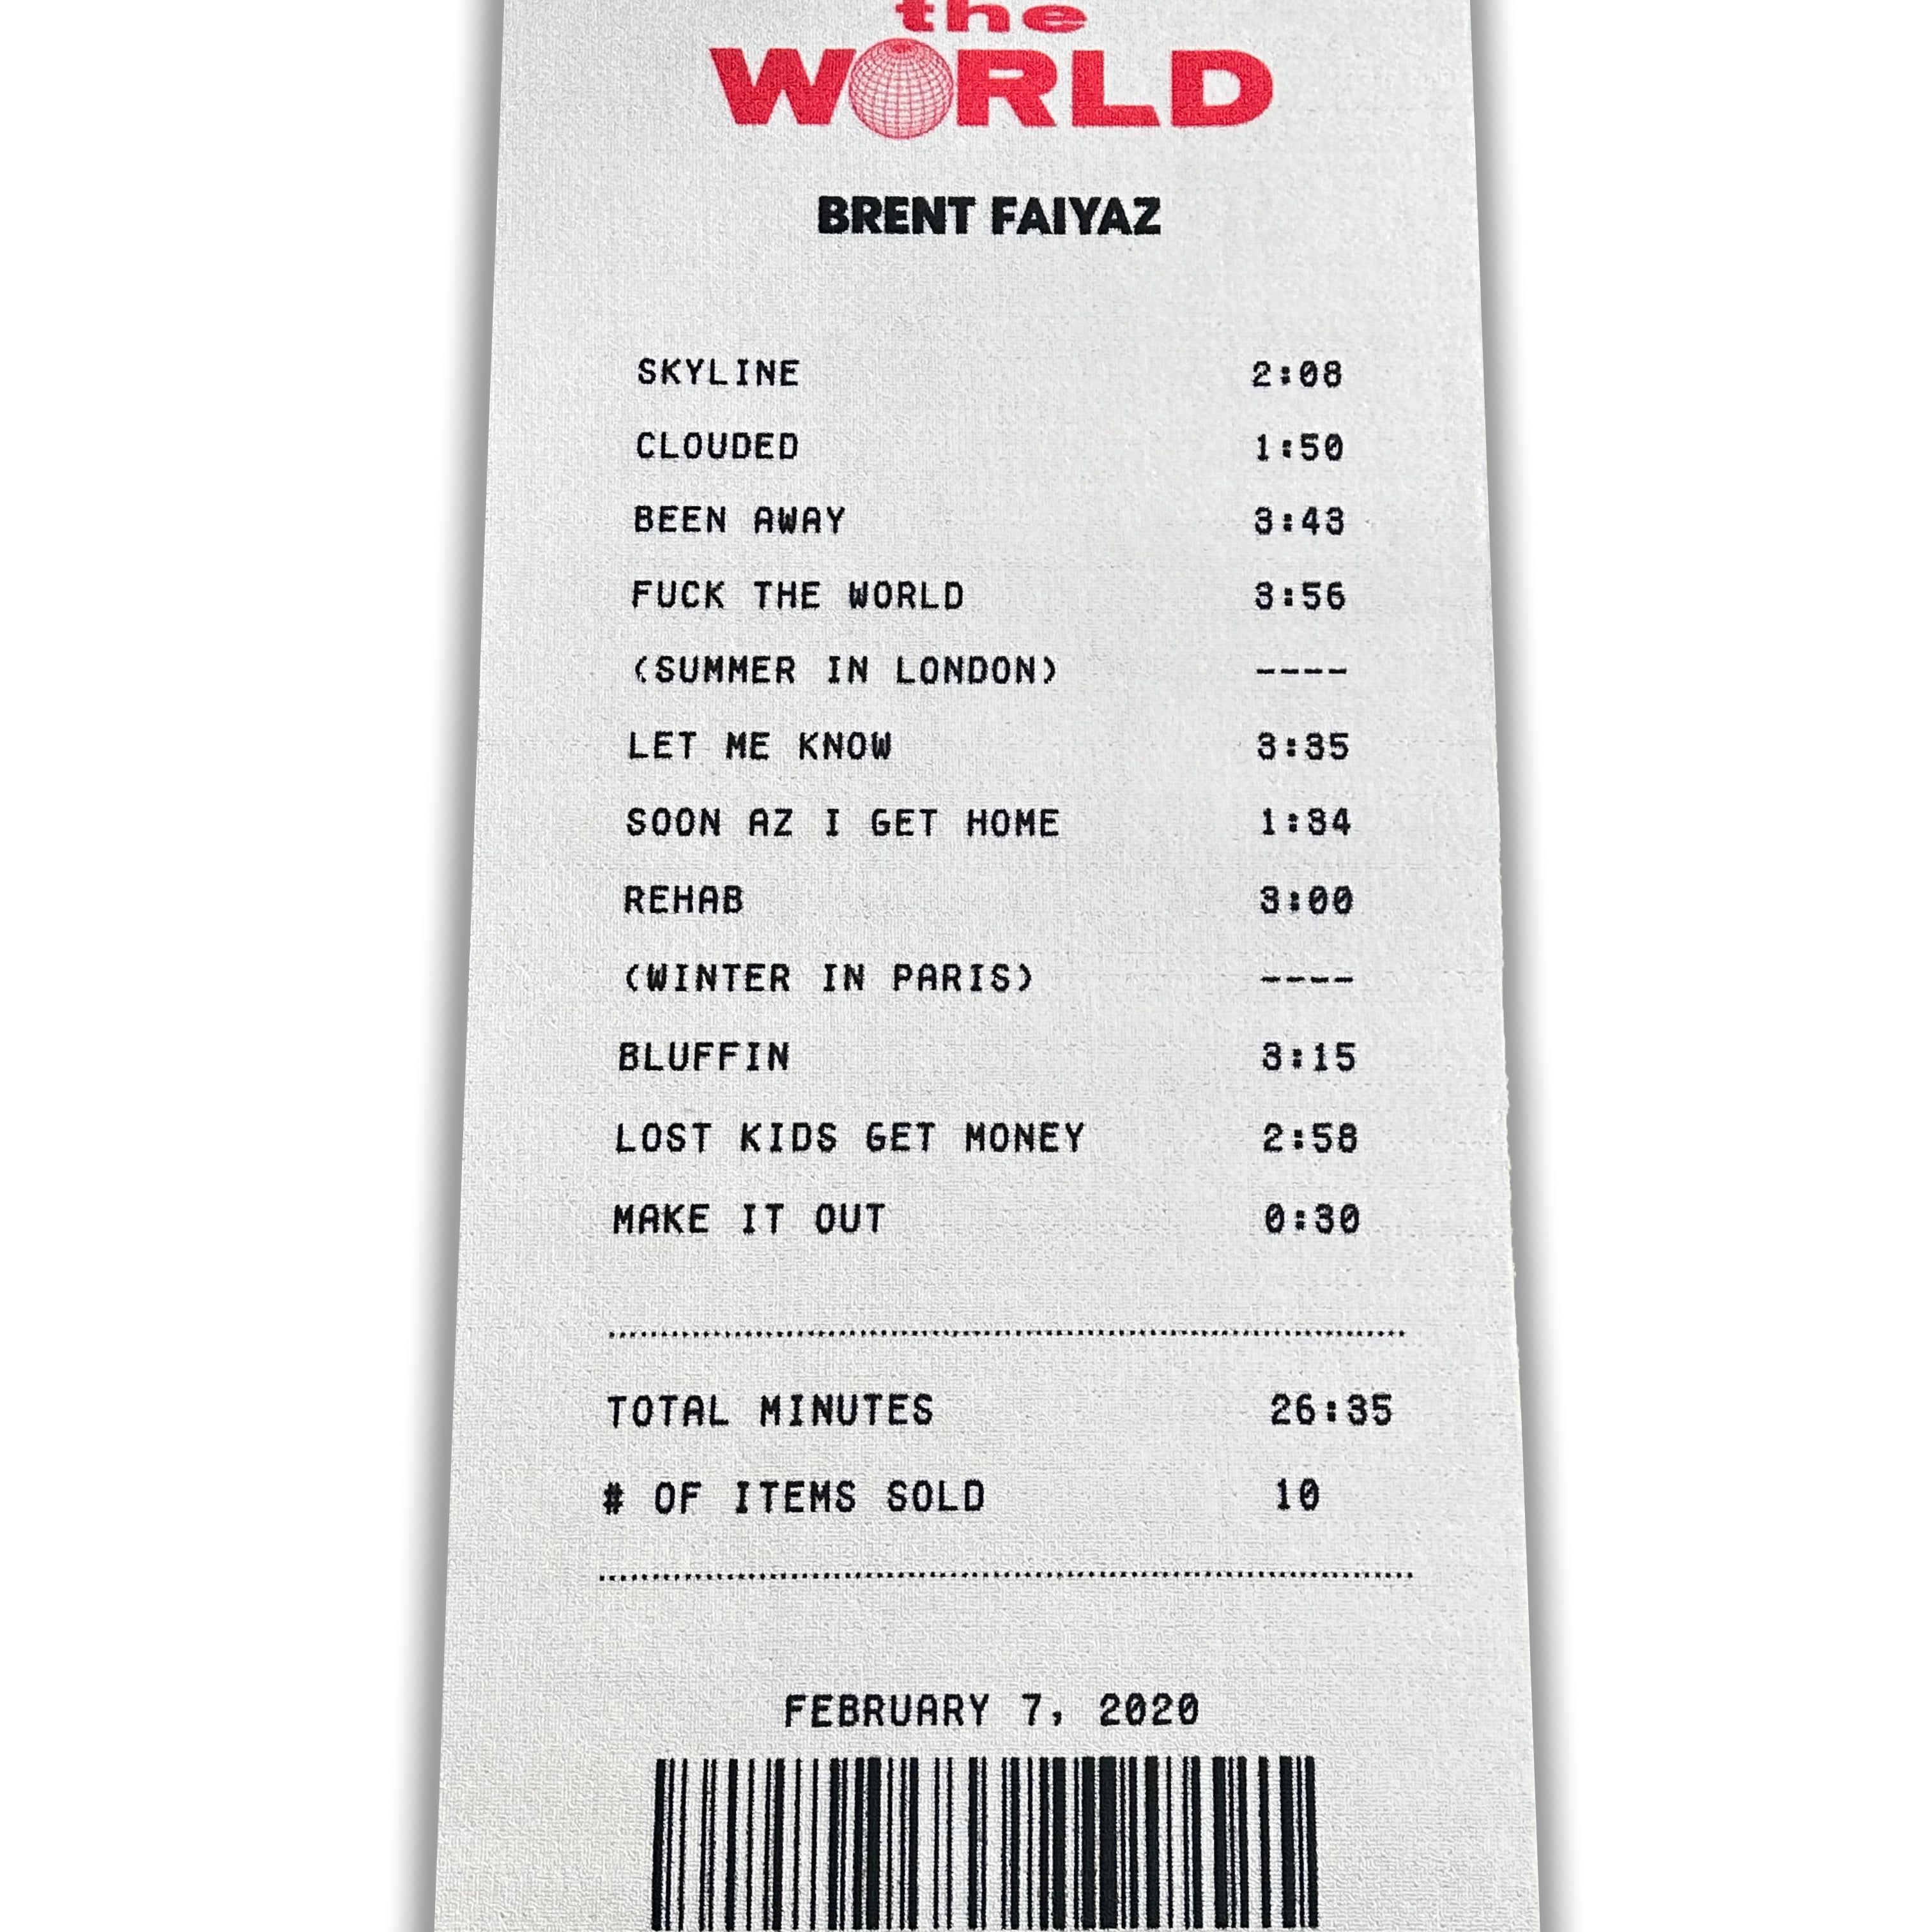 the
WORLD
BRENT FAIYAZ
SKYLINE 2:08
CLOUDED 1:50
BEEN AWAY 3:43
FUCK THE WORLD 3:56
(SUMMER IN LONDON) ----
LET ME KNOW 3:35
SOON AZ I GET HOME 1:34
REHAB 3:00
(WINTER IN PARIS) ----
BLUFFIN 3:15
LOST KIDS GET MONEY 2:58
MAKE IT OUT 0:30
TOTAL MINUTES 26:35
# OF ITEMS SOLD 10
FEBRUARY 7, 2020